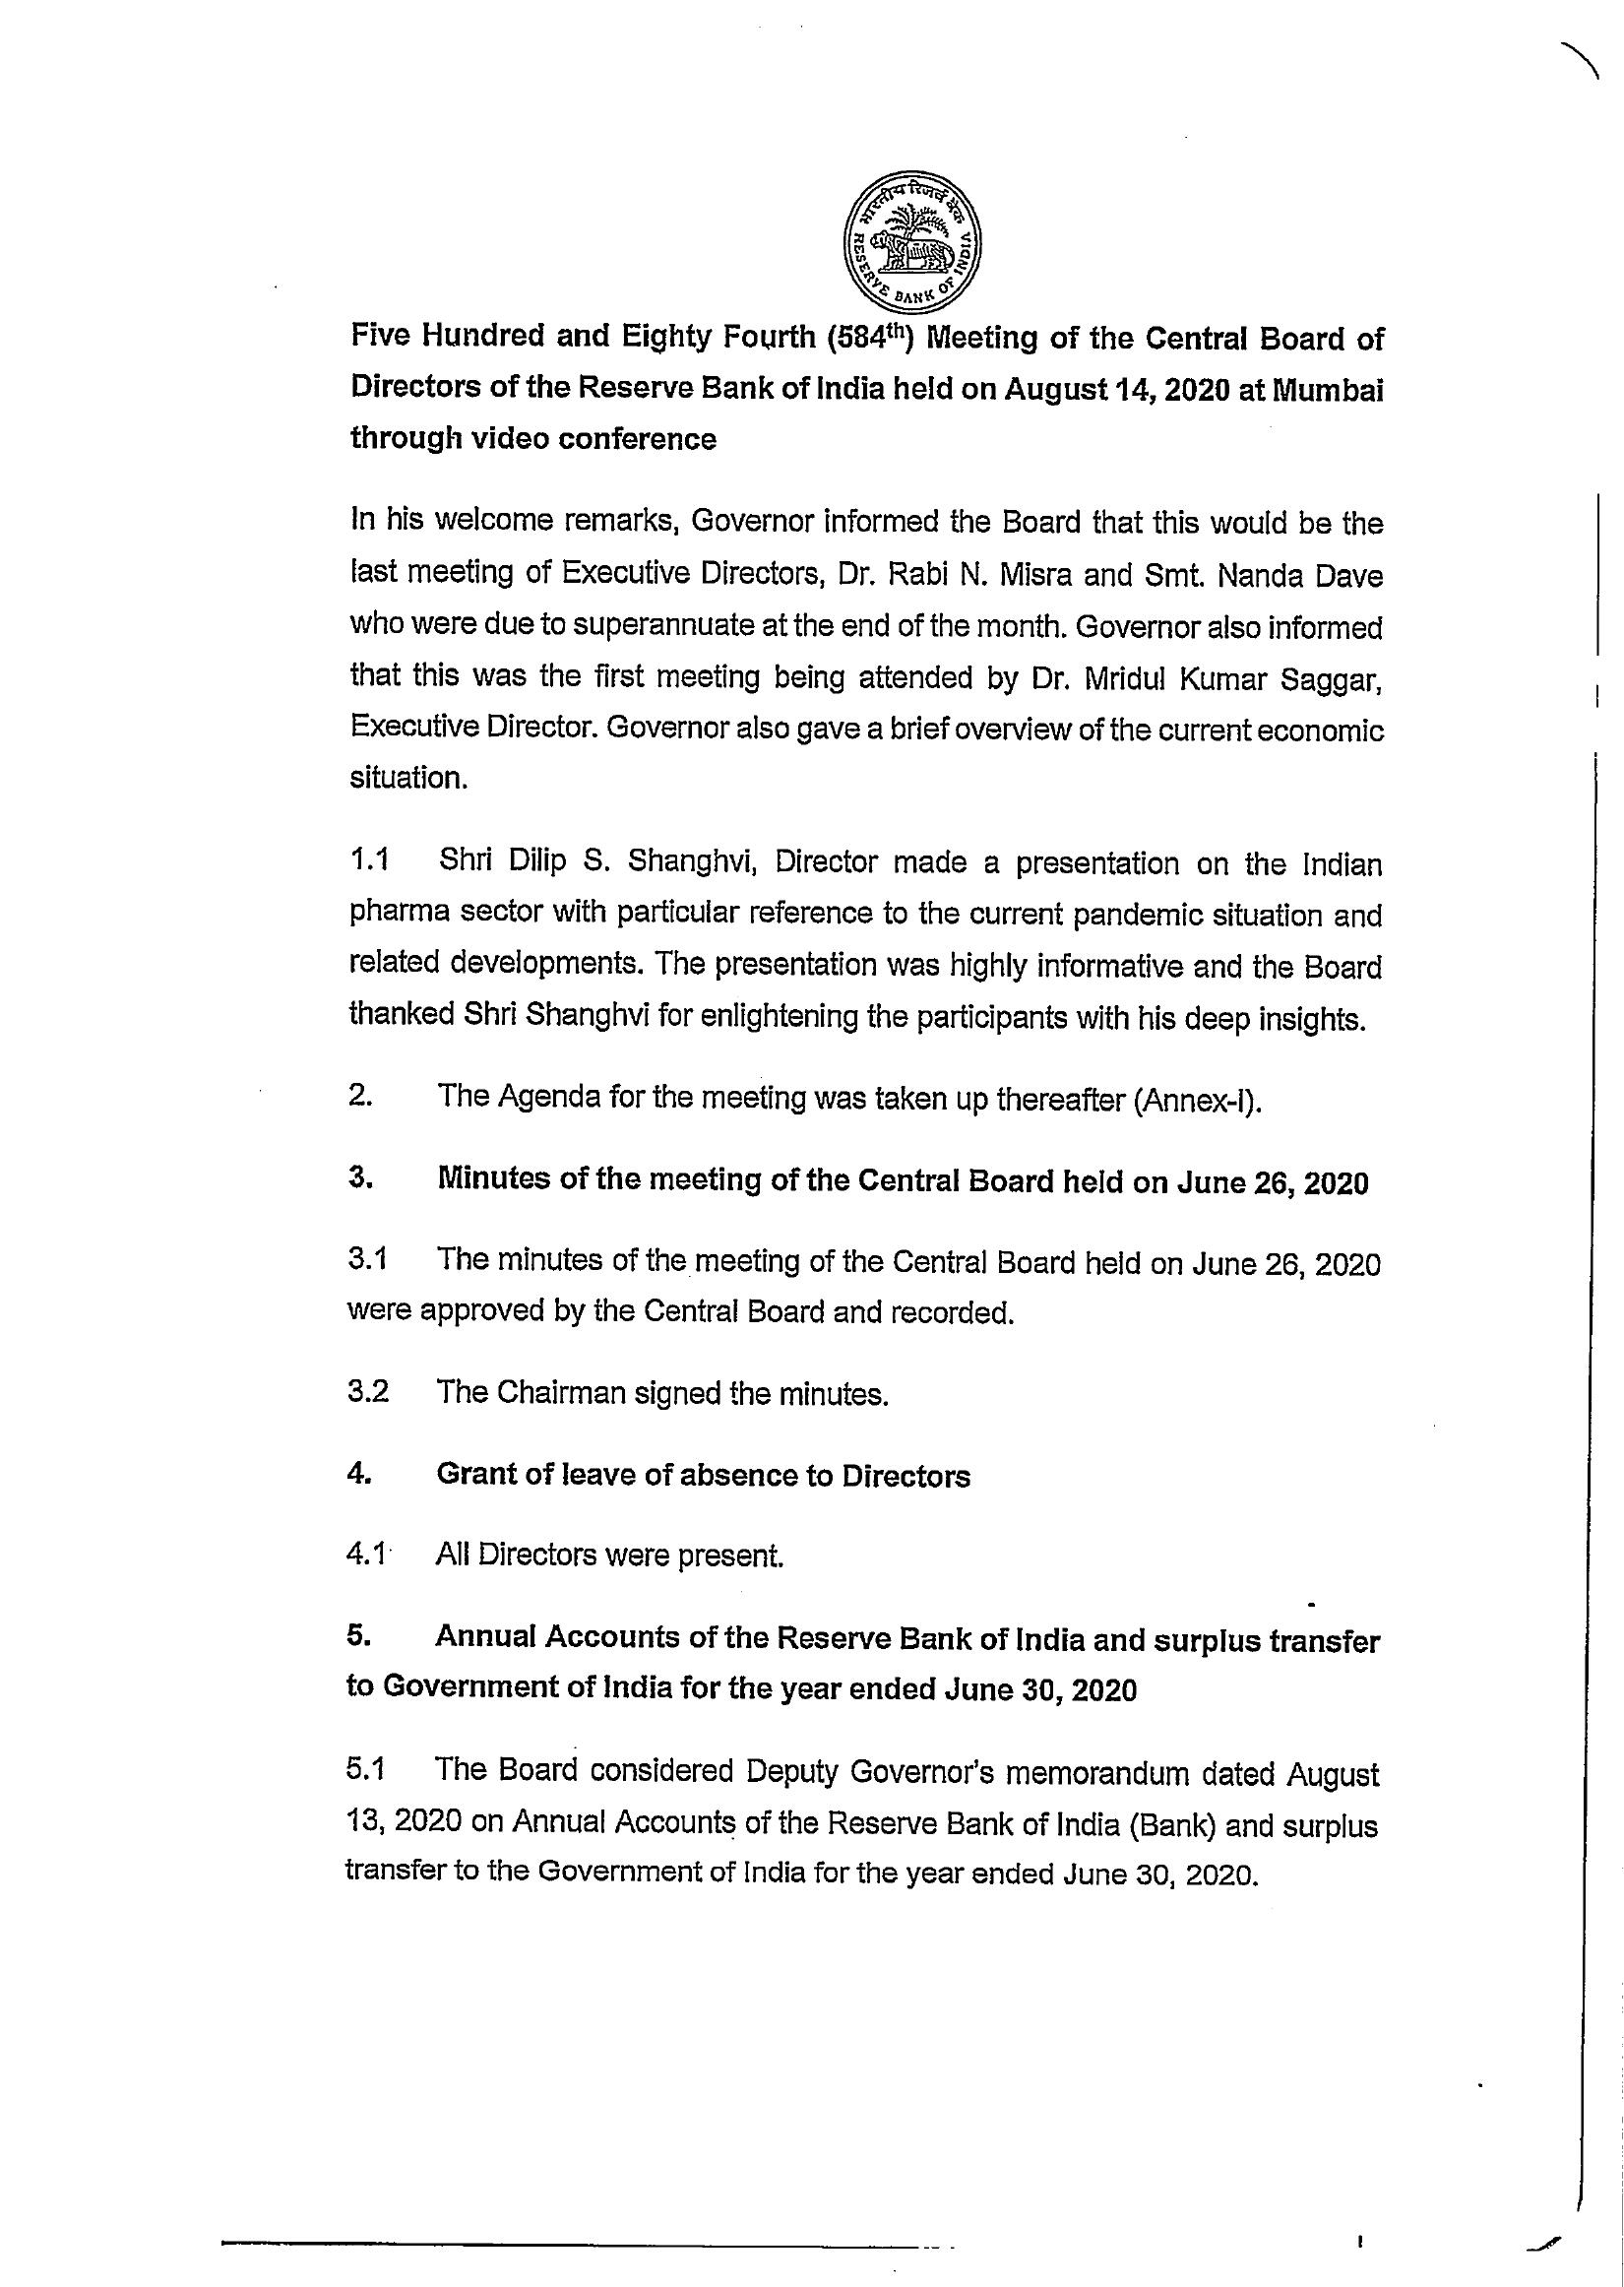 भारतीय रिज़र्व बैंक
RESERVE BANK OF INDIA
Five Hundred and Eighty Fourth (584th) Meeting of the Central Board of
Directors of the Reserve Bank of India held on August 14, 2020 at Mumbai
through video conference
In his welcome remarks, Governor informed the Board that this would be the
last meeting of Executive Directors, Dr. Rabi N. Misra and Smt. Nanda Dave
who were due to superannuate at the end of the month. Governor also informed
that this was the first meeting being attended by Dr. Mridul Kumar Saggar,
Executive Director. Governor also gave a brief overview of the current economic
situation.
1.1 Shri Dilip S. Shanghvi, Director made a presentation on the Indian
pharma sector with particular reference to the current pandemic situation and
related developments. The presentation was highly informative and the Board
thanked Shri Shanghvi for enlightening the participants with his deep insights.
2. The Agenda for the meeting was taken up thereafter (Annex-I).
3. Minutes of the meeting of the Central Board held on June 26, 2020
3.1 The minutes of the meeting of the Central Board held on June 26, 2020
were approved by the Central Board and recorded.
3.2 The Chairman signed the minutes.
4. Grant of leave of absence to Directors
4.1 All Directors were present.
5. Annual Accounts of the Reserve Bank of India and surplus transfer
to Government of India for the year ended June 30, 2020
5.1 The Board considered Deputy Governor's memorandum dated August
13, 2020 on Annual Accounts of the Reserve Bank of India (Bank) and surplus
transfer to the Government of India for the year ended June 30, 2020.